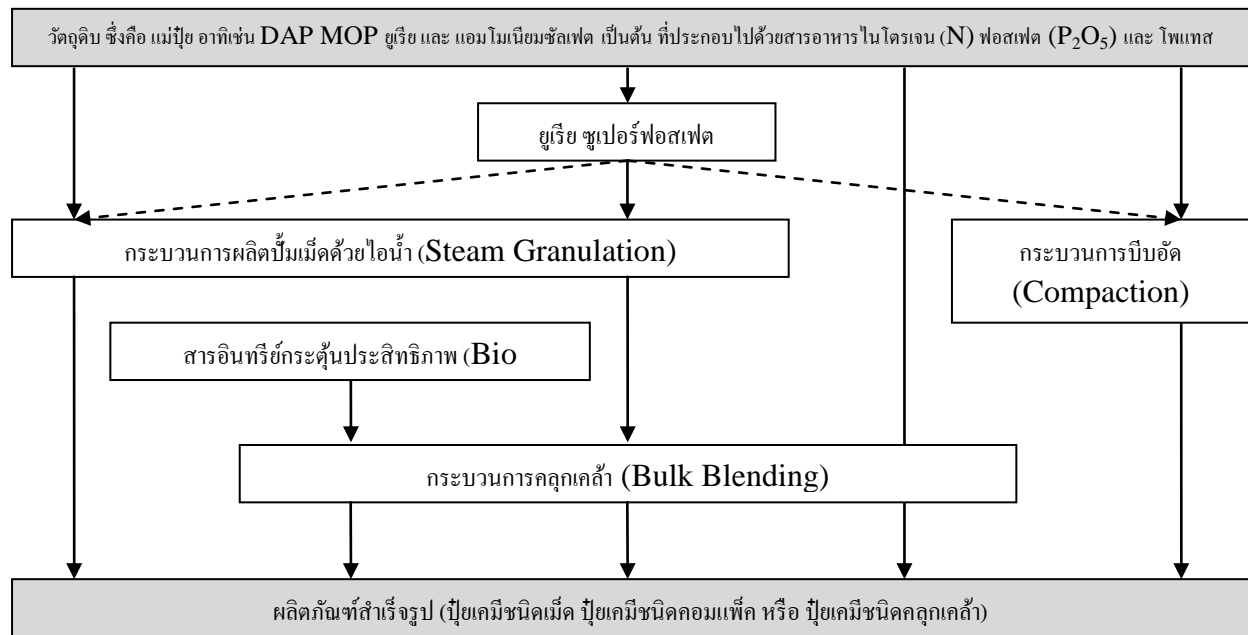 วัตถุดิบ ซึ่งคือ แม่ปุ๋ย อาทิเช่น DAP MOP ยูเรีย และ แอมโมเนียมซัลเฟต เป็นต้น ที่ประกอบไปด้วยสารอาหารไนโตรเจน (N) ฟอสเฟต (P₂O₅) และ โพแทส
ยูเรีย ซูเปอร์ฟอสเฟต
กระบวนการผลิตปั้มเม็ดด้วยไอน้ำ (Steam Granulation)
กระบวนการบีบอัด
(Compaction)
สารอินทรีย์กระตุ้นประสิทธิภาพ (Bio
กระบวนการคลุกเคล้า (Bulk Blending)
ผลิตภัณฑ์สำเร็จรูป (ปุ๋ยเคมีชนิดเม็ด ปุ๋ยเคมีชนิดคอมแพ็ค หรือ ปุ๋ยเคมีชนิดคลุกเคล้า)